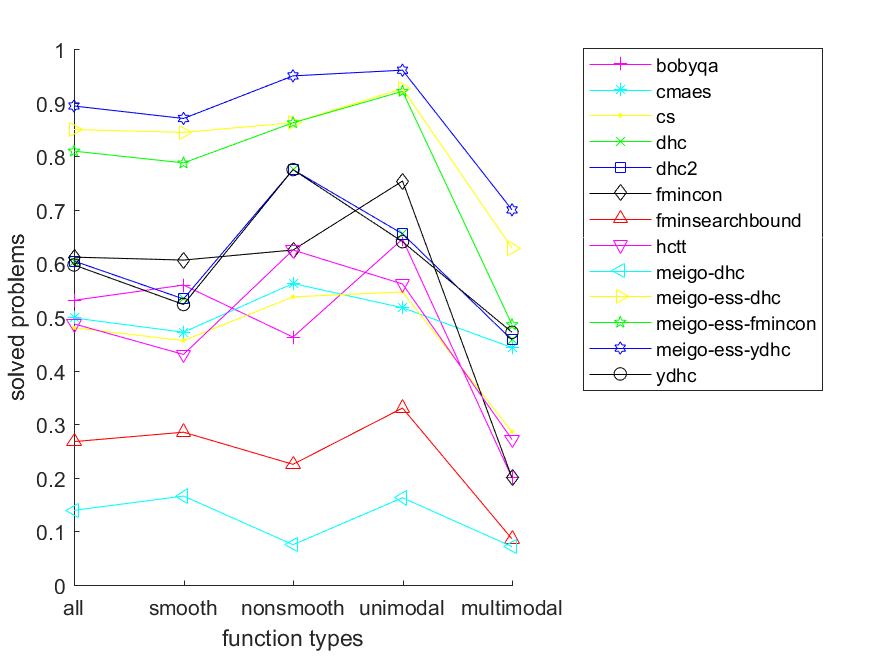 1
0.9
0.8
0.7
0.6
0.5
0.4
0.3
0.2
0.1
0
solved problems
all smooth nonsmooth unimodal multimodal
function types
bobyqa
cmaes
cs
dhc
dhc2
fmincon
fminsearchbound
hctt
meigo-dhc
meigo-ess-dhc
meigo-ess-fmincon
meigo-ess-ydhc
ydhc